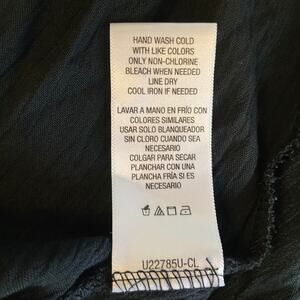 HAND WASH COLD
WITH LIKE COLORS
ONLY NON-CHLORINE
BLEACH WHEN NEEDED
LINE DRY
COOL IRON IF NEEDED
LAVAR A MANO EN FRÍO CON
COLORES SIMILARES
USAR SOLO BLANQUEADOR
SIN CLORO CUANDO SEA
NECESARIO
COLGAR PARA SECAR
PLANCHAR CON UNA
PLANCHA FRÍA SI ES
NECESARIO
U22785U-CL